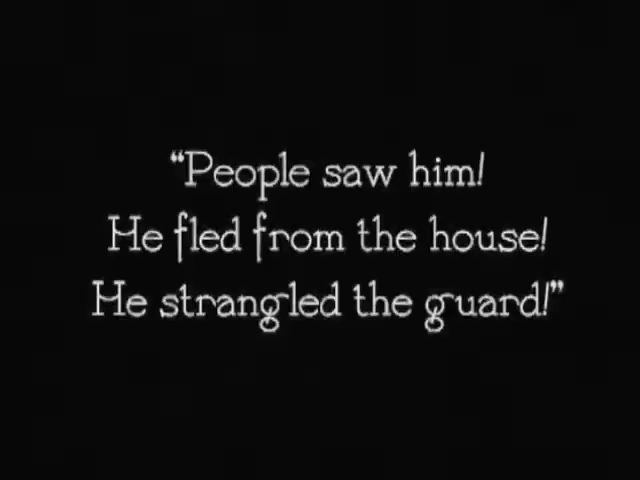 “People saw him!
He fled from the house!
He strangled the guard!”